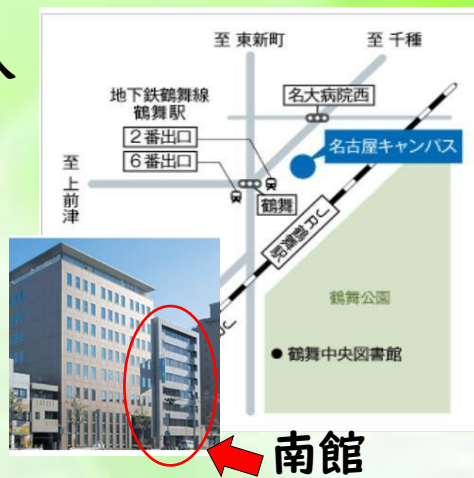 至 東新町
至 千種
地下鉄鶴舞線
鶴舞駅
名大病院西
2番出口
6番出口
名古屋キャンパス
至
上
前
津
鶴舞
JR鶴舞駅
鶴舞公園
鶴舞中央図書館
南館